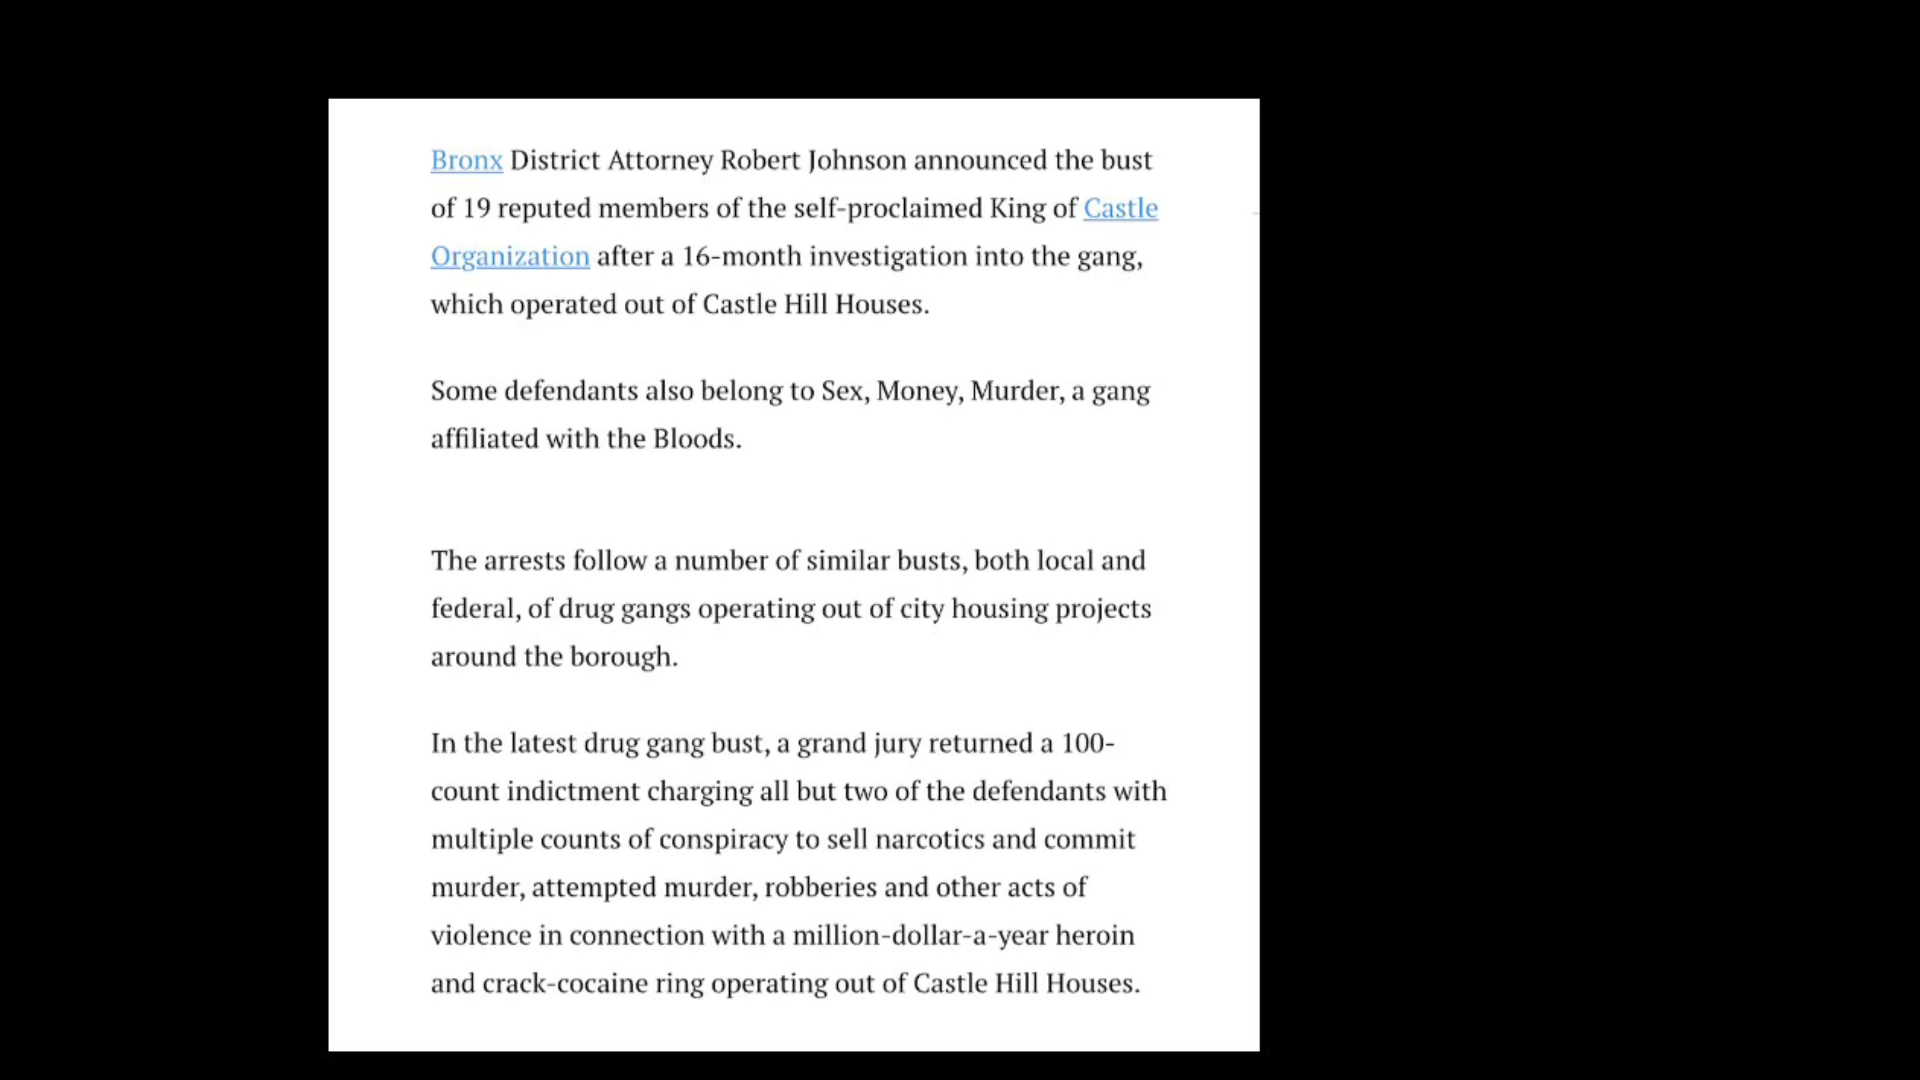 Bronx District Attorney Robert Johnson announced the bust
of 19 reputed members of the self-proclaimed King of Castle
Organization after a 16-month investigation into the gang,
which operated out of Castle Hill Houses.
Some defendants also belong to Sex, Money, Murder, a gang
affiliated with the Bloods.
The arrests follow a number of similar busts, both local and
federal, of drug gangs operating out of city housing projects
around the borough.
In the latest drug gang bust, a grand jury returned a 100-
count indictment charging all but two of the defendants with
multiple counts of conspiracy to sell narcotics and commit
murder, attempted murder, robberies and other acts of
violence in connection with a million-dollar-a-year heroin
and crack-cocaine ring operating out of Castle Hill Houses.